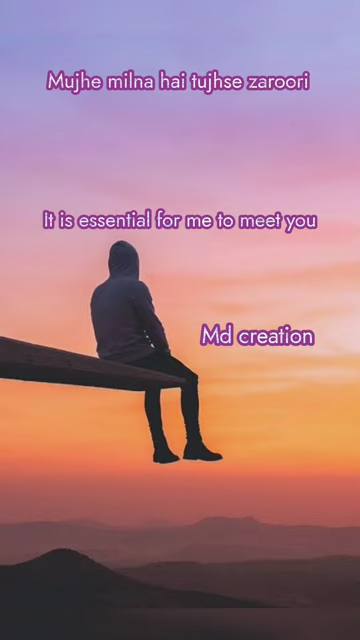 Mujhe milna hai tujhse zaroori
It is essential for me to meet you
Md creation